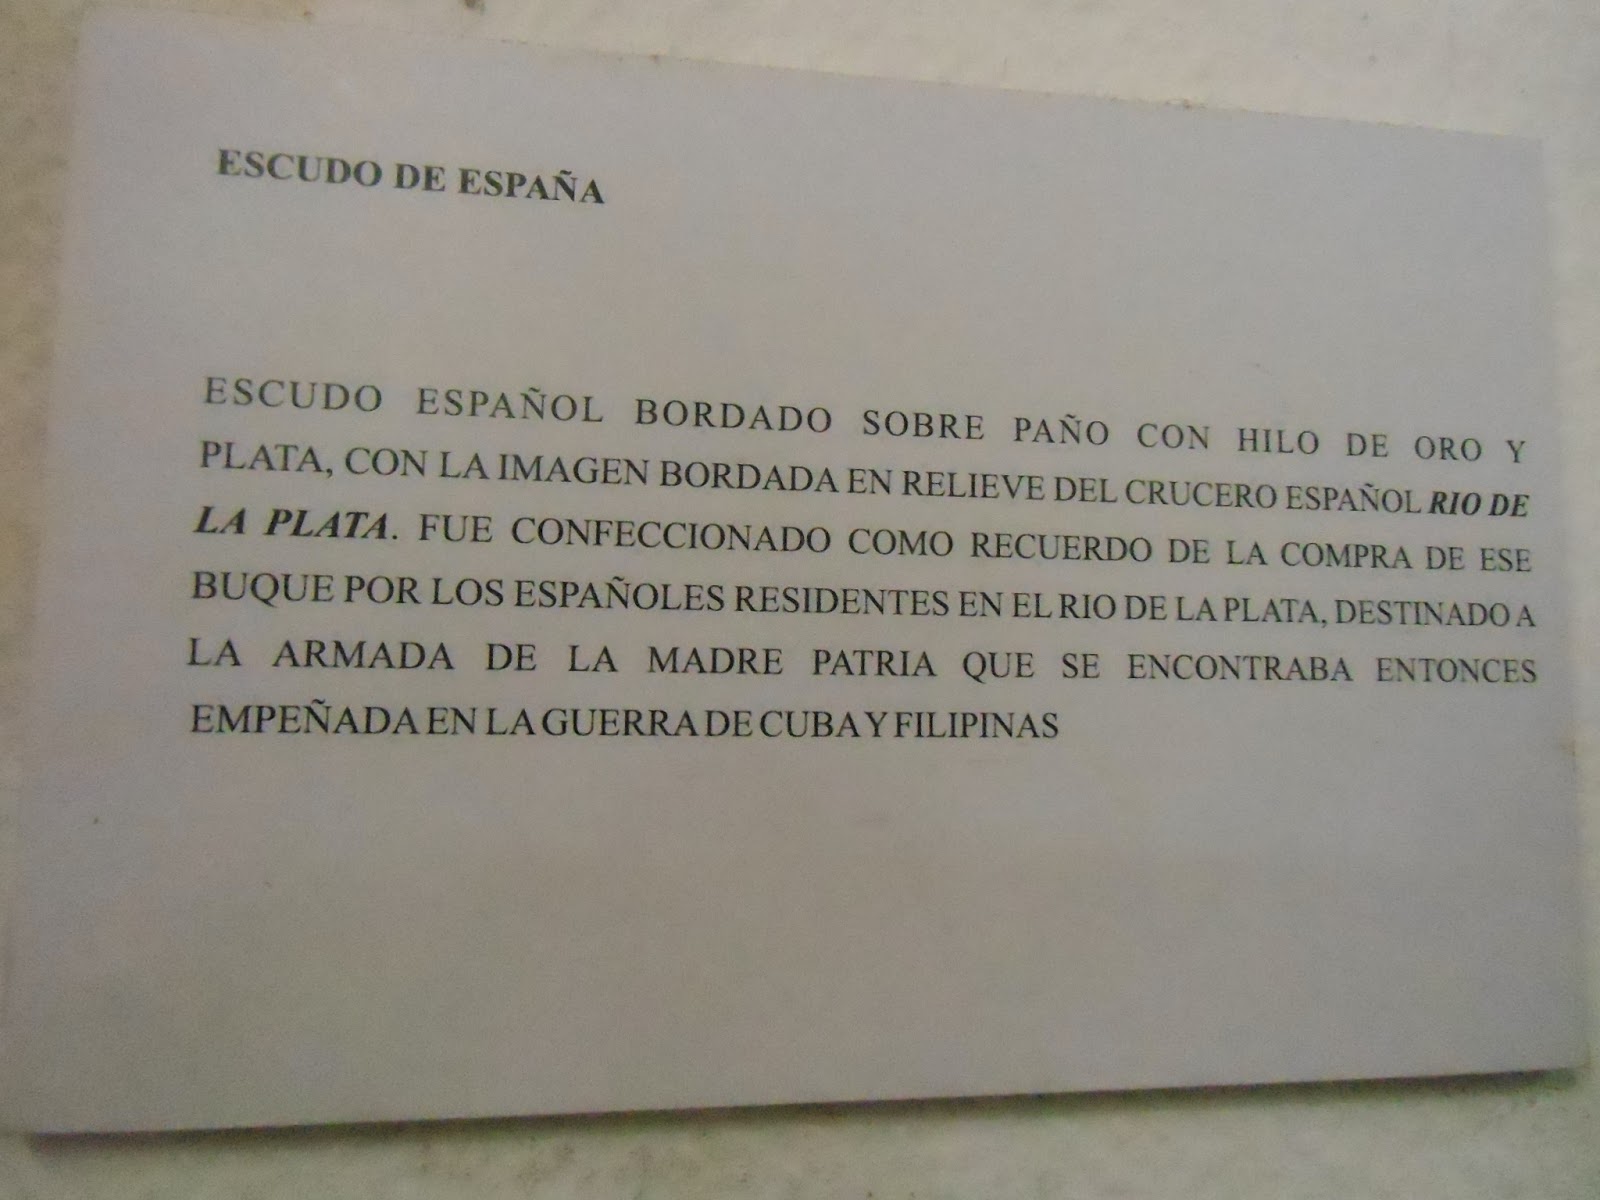 ESCUDO DE ESPAÑA
ESCUDO ESPAÑOL BORDADO SOBRE PAÑO CON HILO DE ORO Y
PLATA, CON LA IMAGEN BORDADA EN RELIEVE DEL CRUCERO ESPAÑOL RIO DE
LA PLATA. FUE CONFECCIONADO COMO RECUERDO DE LA COMPRA DE ESE
BUQUE POR LOS ESPAÑOLES RESIDENTES EN EL RIO DE LA PLATA, DESTINADO A
LA ARMADA DE LA MADRE PATRIA QUE SE ENCONTRABA ENTONCES
EMPEÑADA EN LA GUERRA DE CUBA Y FILIPINAS